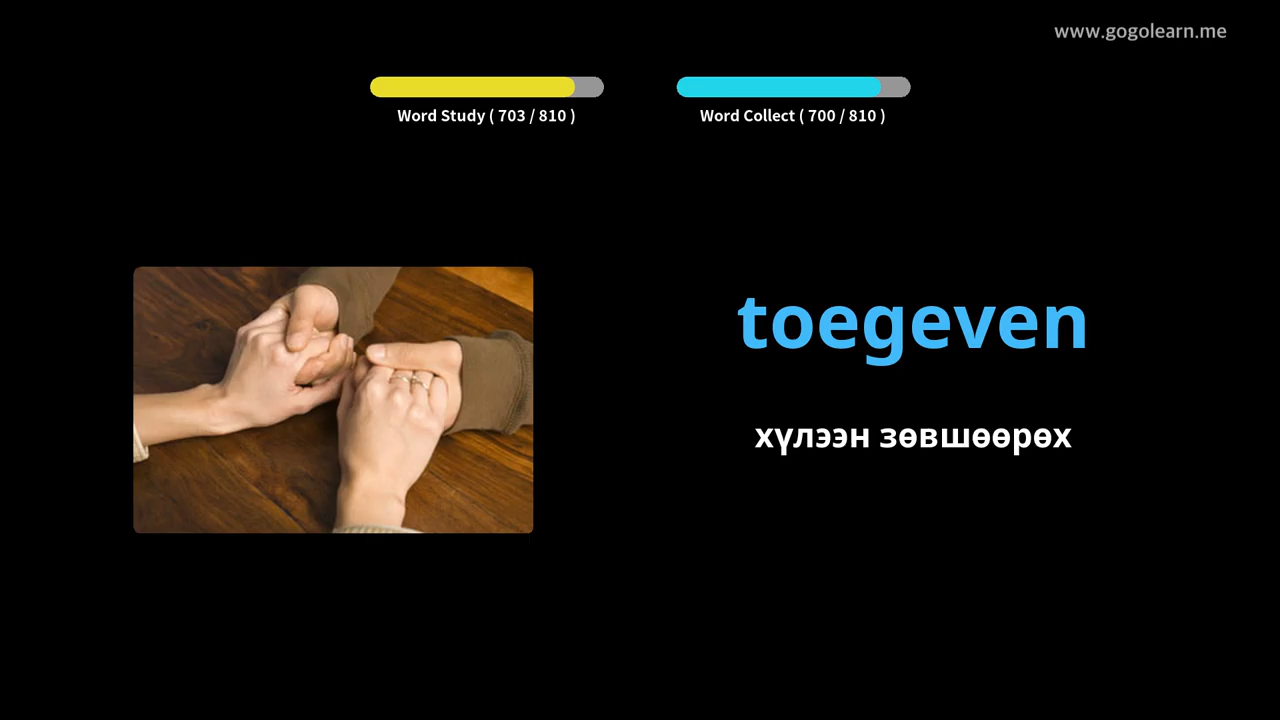 www.gogolearn.me
Word Study ( 703 / 810 )
Word Collect ( 700 / 810 )
toegeven
хүлээн зөвшөөрөх